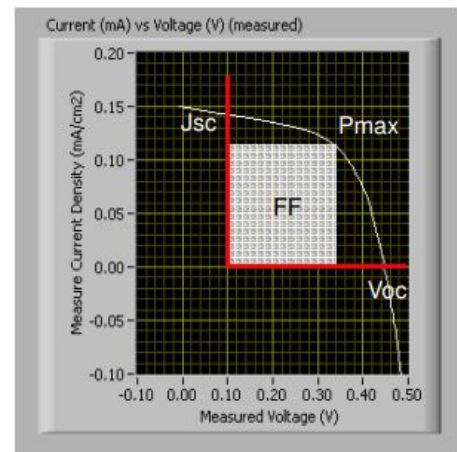 Current (mA) vs Voltage (V) (measured)
Measure Current Density (mA/cm2)
0.20
0.15
0.10
0.05
0.00
-0.05
-0.10
Jsc
Pmax
FF
Voc
-0.10 0.00 0.10 0.20 0.30 0.40 0.50
Measured Voltage (V)